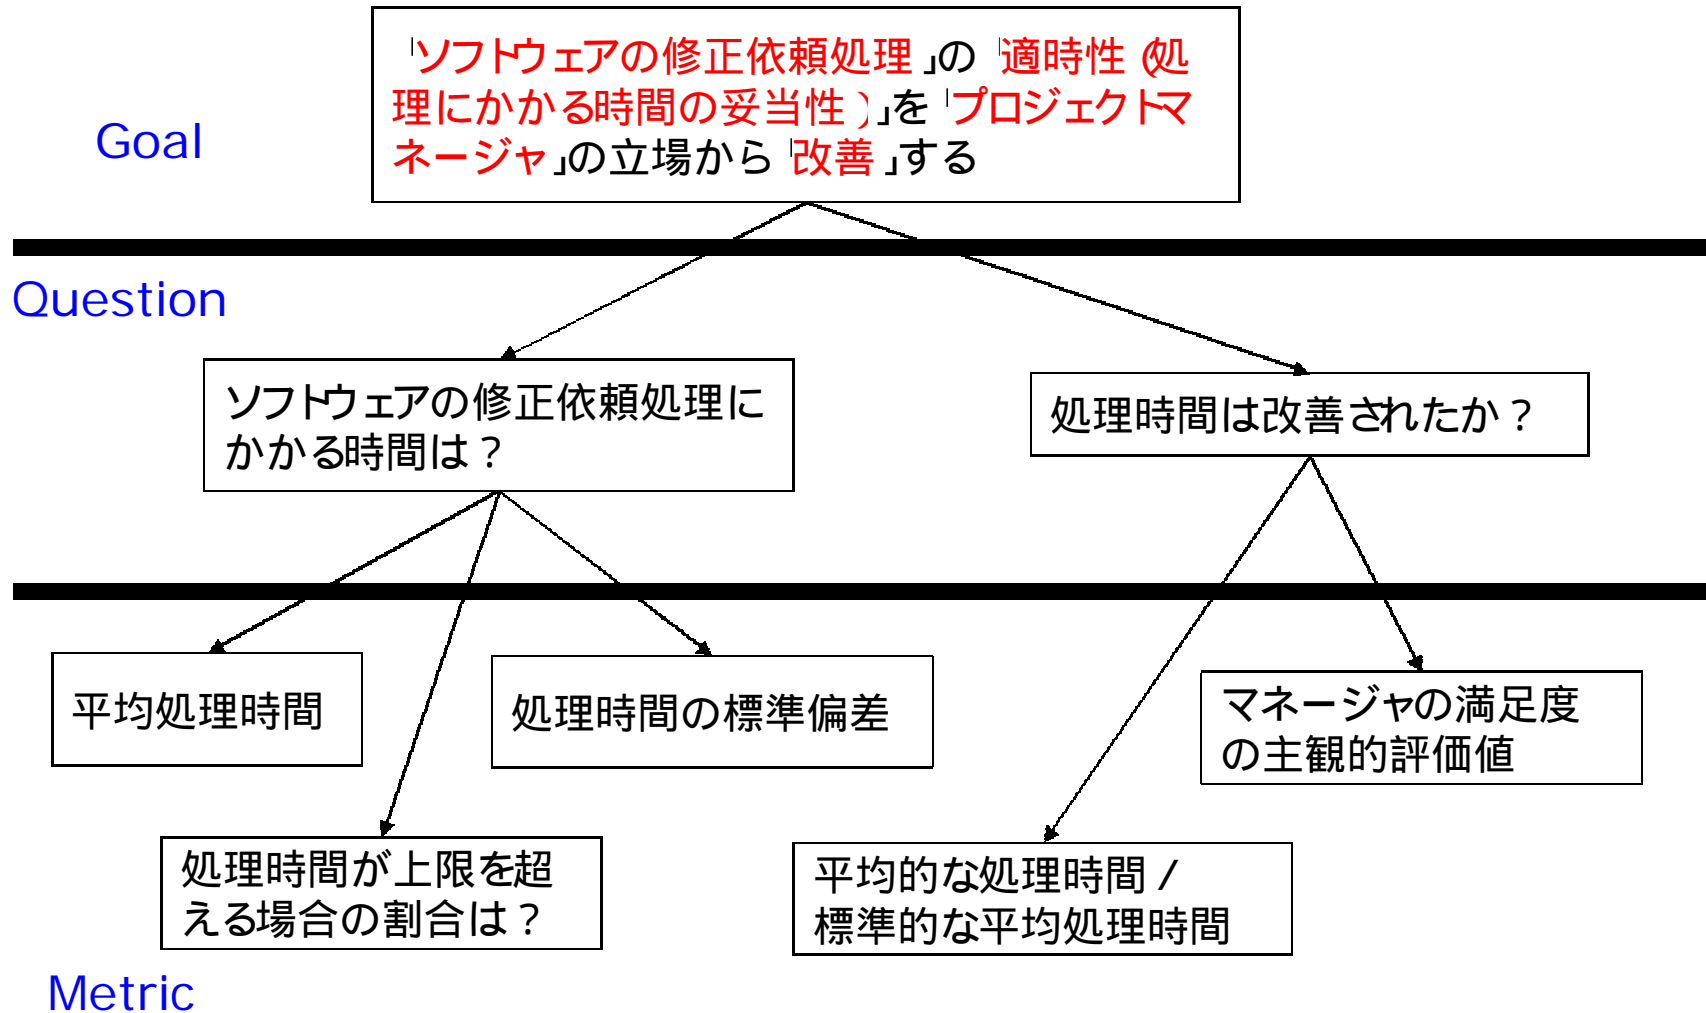 「ソフトウェアの修正依頼処理」の「適時性(処
理にかかる時間の妥当性)」を「プロジェクトマ
ネージャ」の立場から「改善」する
Goal
Question
ソフトウェアの修正依頼処理に
かかる時間は?
処理時間は改善されたか?
平均処理時間
処理時間の標準偏差
マネージャの満足度
の主観的評価値
処理時間が上限を超
える場合の割合は?
平均的な処理時間/
標準的な平均処理時間
Metric